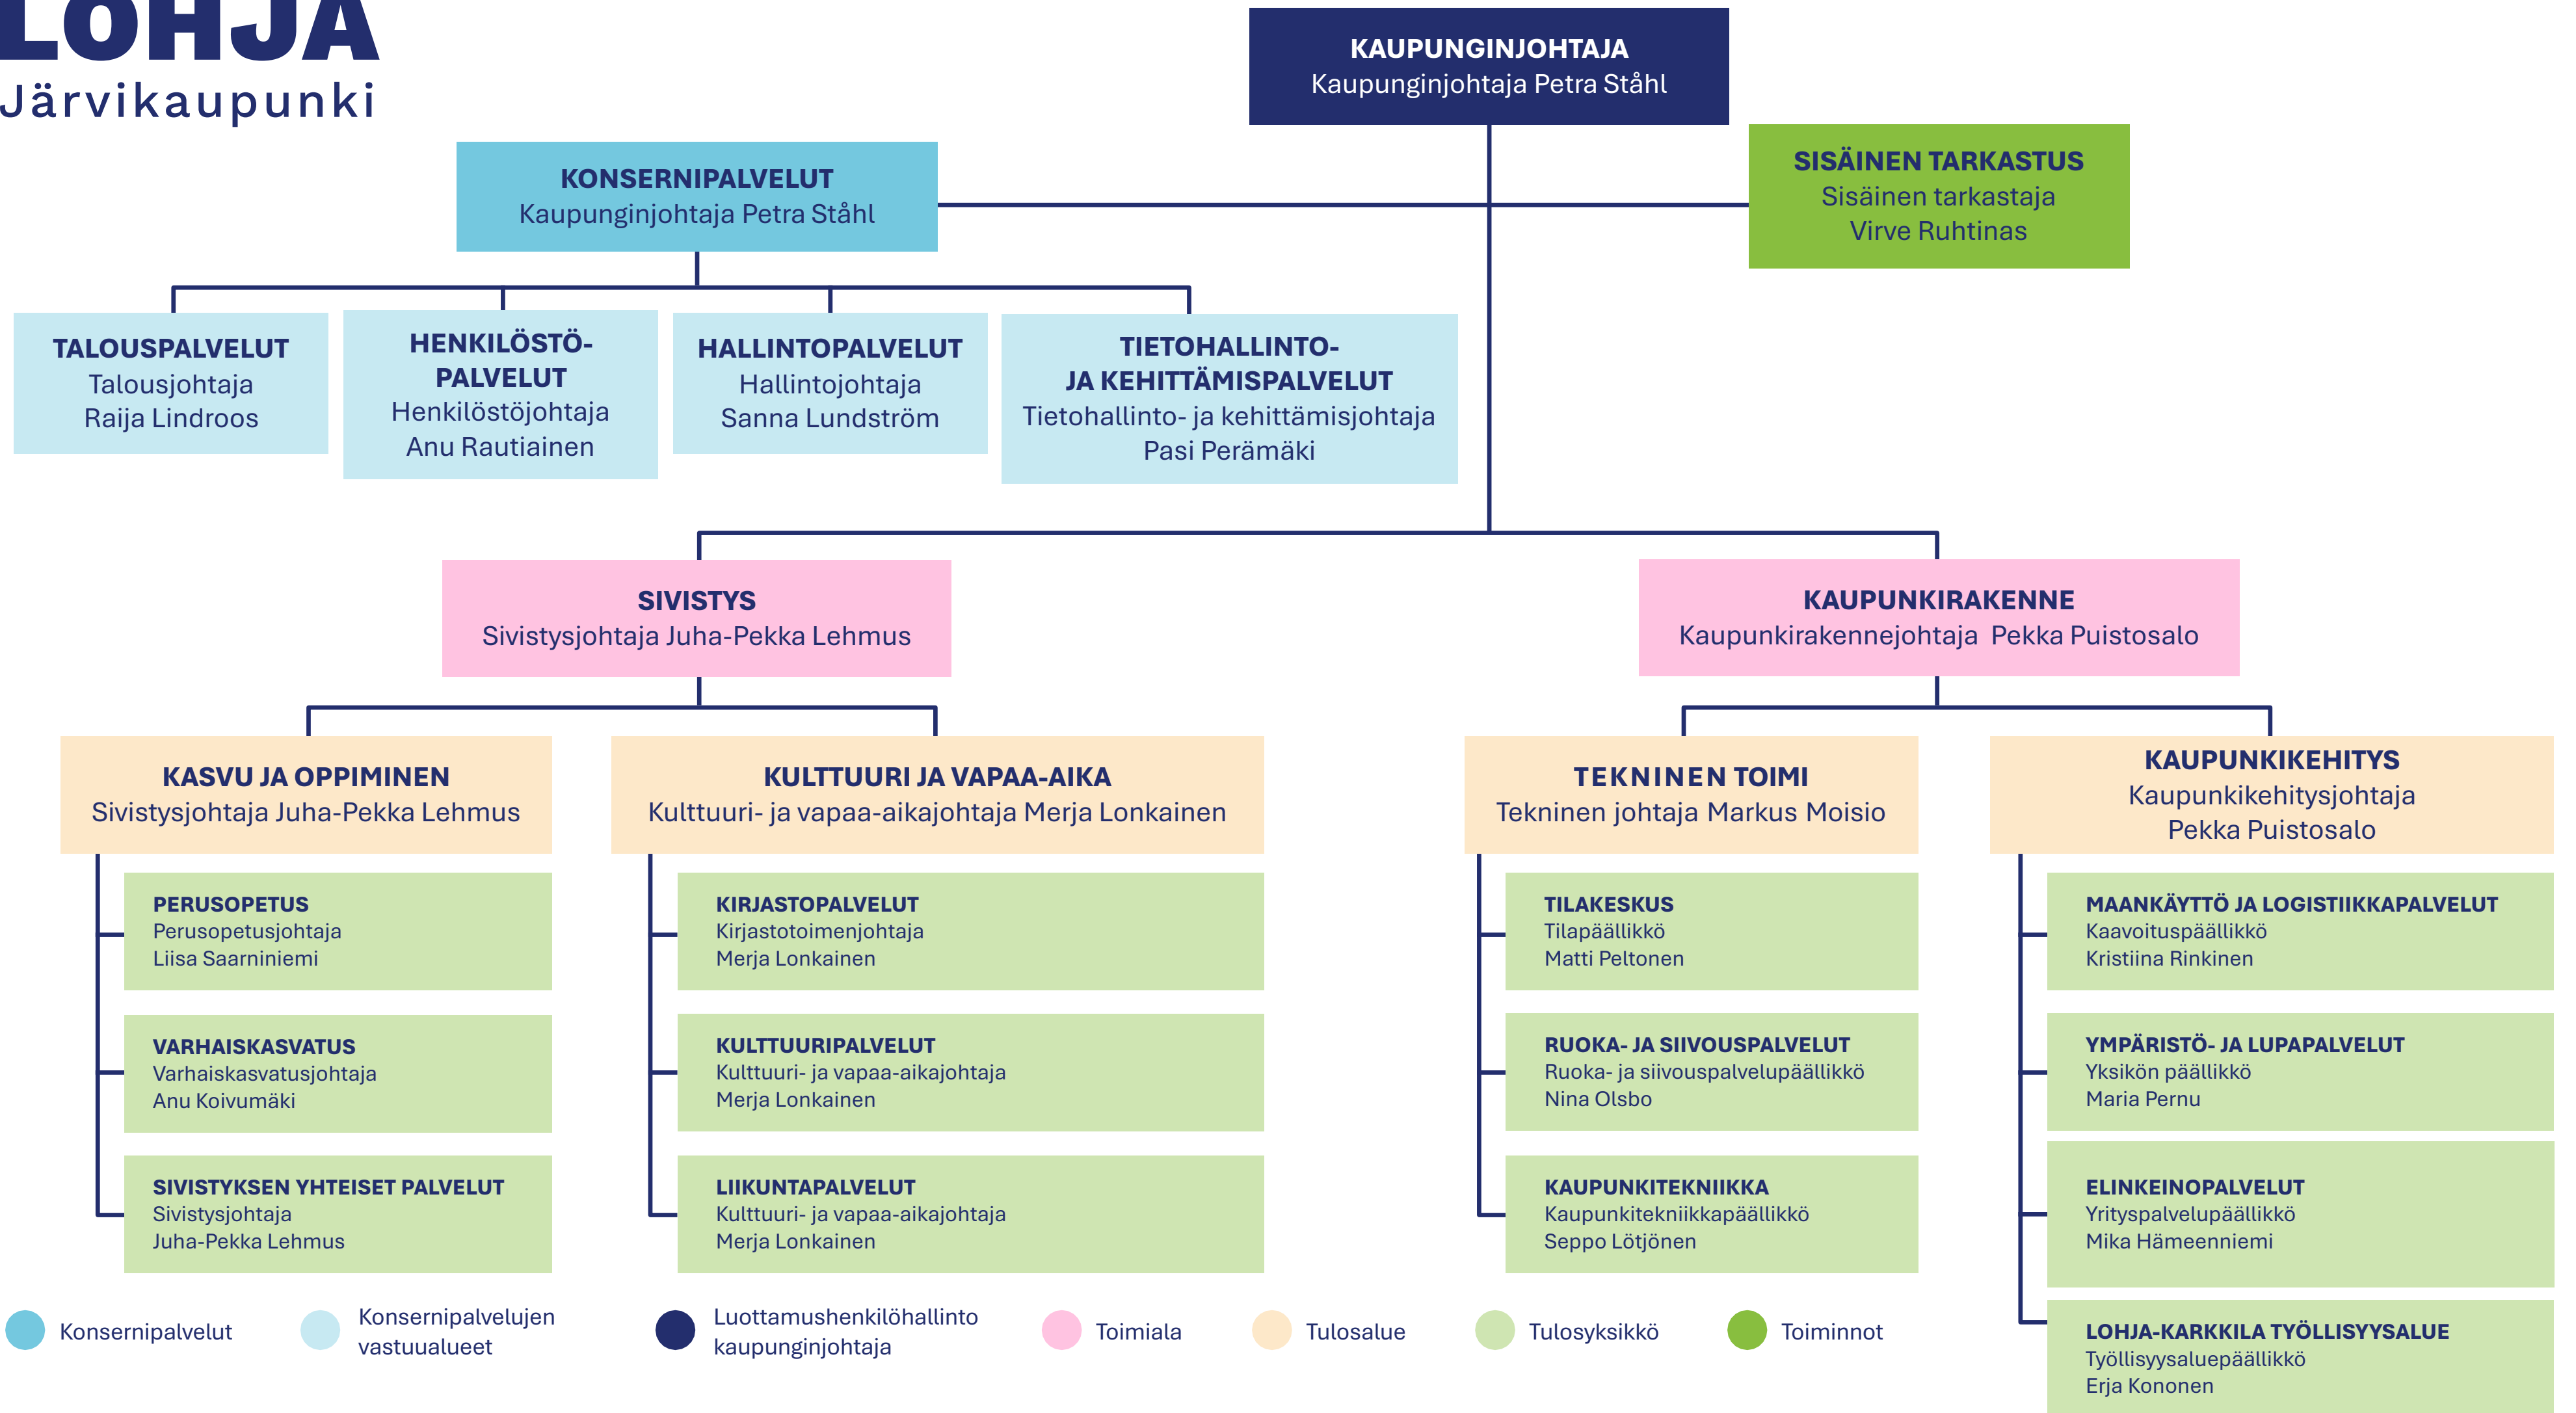 LOHJA
Järvikaupunki
KAUPUNGINJOHTAJA
Kaupunginjohtaja Petra Ståhl
KONSERNIPALVELUT
Kaupunginjohtaja Petra Ståhl
SISÄINEN TARKASTUS
Sisäinen tarkastaja
Virve Ruhtinas
TALOUSPALVELUT
Talousjohtaja
Raija Lindroos
HENKILÖSTÖ-
PALVELUT
Henkilöstöjohtaja
Anu Rautiainen
HALLINTOPALVELUT
Hallintojohtaja
Sanna Lundström
TIETOHALLINTO-
JA KEHITTÄMISPALVELUT
Tietohallinto- ja kehittämisjohtaja
Pasi Perämäki
SIVISTYS
Sivistysjohtaja Juha-Pekka Lehmus
KAUPUNKIRAKENNE
Kaupunkirakennejohtaja Pekka Puistosalo
KASVU JA OPPIMINEN
Sivistysjohtaja Juha-Pekka Lehmus
PERUSOPETUS
Perusopetusjohtaja
Liisa Saarniniemi
VARHAISKASVATUS
Varhaiskasvatusjohtaja
Anu Koivumäki
SIVISTYKSEN YHTEISET PALVELUT
Sivistysjohtaja
Juha-Pekka Lehmus
KULTTUURI JA VAPAA-AIKA
Kulttuuri- ja vapaa-aikajohtaja Merja Lonkainen
KIRJASTOPALVELUT
Kirjastotoimenjohtaja
Merja Lonkainen
KULTTUURIPALVELUT
Kulttuuri- ja vapaa-aikajohtaja
Merja Lonkainen
LIIKUNTAPALVELUT
Kulttuuri- ja vapaa-aikajohtaja
Merja Lonkainen
TEKNINEN TOIMI
Tekninen johtaja Markus Moisio
TILAKESKUS
Tilapäällikkö
Matti Peltonen
RUOKA- JA SIIVOUSPALVELUT
Ruoka- ja siivouspalvelupäällikkö
Nina Olsbo
KAUPUNKITEKNIIKKA
Kaupunkitekniikkapäällikkö
Seppo Lötjönen
KAUPUNKIKEHITYS
Kaupunkikehitysjohtaja
Pekka Puistosalo
MAANKÄYTTÖ JA LOGISTIIKKAPALVELUT
Kaavoituspäällikkö
Kristiina Rinkinen
YMPÄRISTÖ- JA LUPAPALVELUT
Yksikön päällikkö
Maria Pernu
ELINKEINOPALVELUT
Yrityspalvelupäällikkö
Mika Hämeenniemi
LOHJA-KARKKILA TYÖLLISYYSALUE
Työllisyysaluepäällikkö
Erja Kononen
Konsernipalvelut
Konsernipalvelujen
vastuualueet
Luottamushenkilöhallinto
kaupunginjohtaja
Toimiala
Tulosalue
Tulosyksikkö
Toiminnot